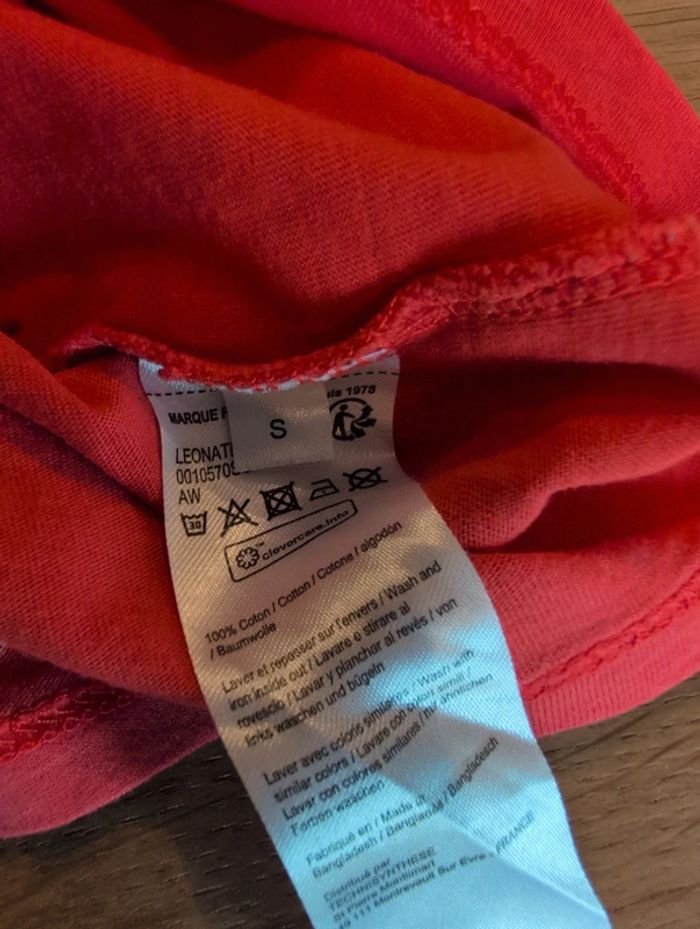 MARQUE
uis 1978
S
LEONAT
0010570
AW
30
clevercare.info
100% Coton / Cotton / Cotone / algodón
/ Baumwolle
Laver et repasser sur l'envers / Wash and
iron inside out / Lavare e stirare al
rovescio / Lavar y planchar al revés / von
links waschen und bügeln
Laver avec coloris similaires / Wash with
similar colors / Lavare con colori simili /
Lavar con colores similares / mit ähnlichen
Farben waschen
Fabriqué en / Made in
Bangladesh / Bangladesh / Bangladesch
Distribué par
TECHNISYNTHESE
St Pierre Montlimart
49 111 Montrevault Sur Evre - FRANCE